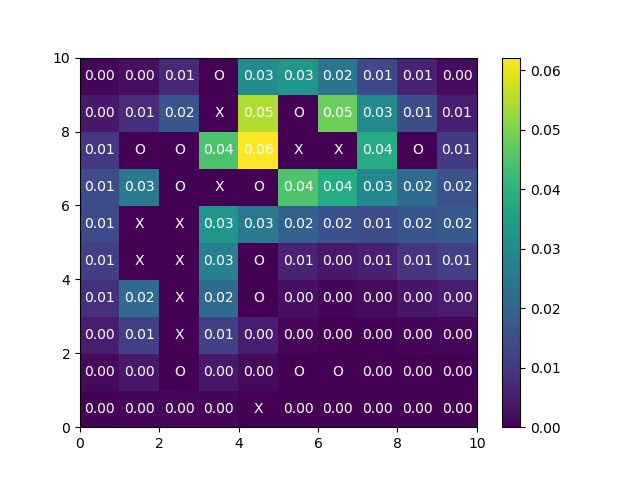 10 0.00 0.00 0.01 O 0.03 0.03 0.02 0.01 0.01 0.00 0.06
0.00 0.01 0.02 X 0.05 O 0.05 0.03 0.01 0.01 0.05
8 0.01 O O 0.04 0.06 X X 0.04 O 0.01
0.01 0.03 O X O 0.04 0.04 0.03 0.02 0.02 0.04
6 0.01 X X 0.03 0.03 0.02 0.02 0.01 0.02 0.02 0.03
0.01 X X 0.03 O 0.01 0.00 0.01 0.01 0.01
4 0.01 0.02 X 0.02 O 0.00 0.00 0.00 0.00 0.00 0.02
0.00 0.01 X 0.01 0.00 0.00 0.00 0.00 0.00 0.00 0.01
2 0.00 0.00 O 0.00 0.00 O O 0.00 0.00 0.00
0.00 0.00 0.00 0.00 X 0.00 0.00 0.00 0.00 0.00
0 0.00
0 2 4 6 8 10